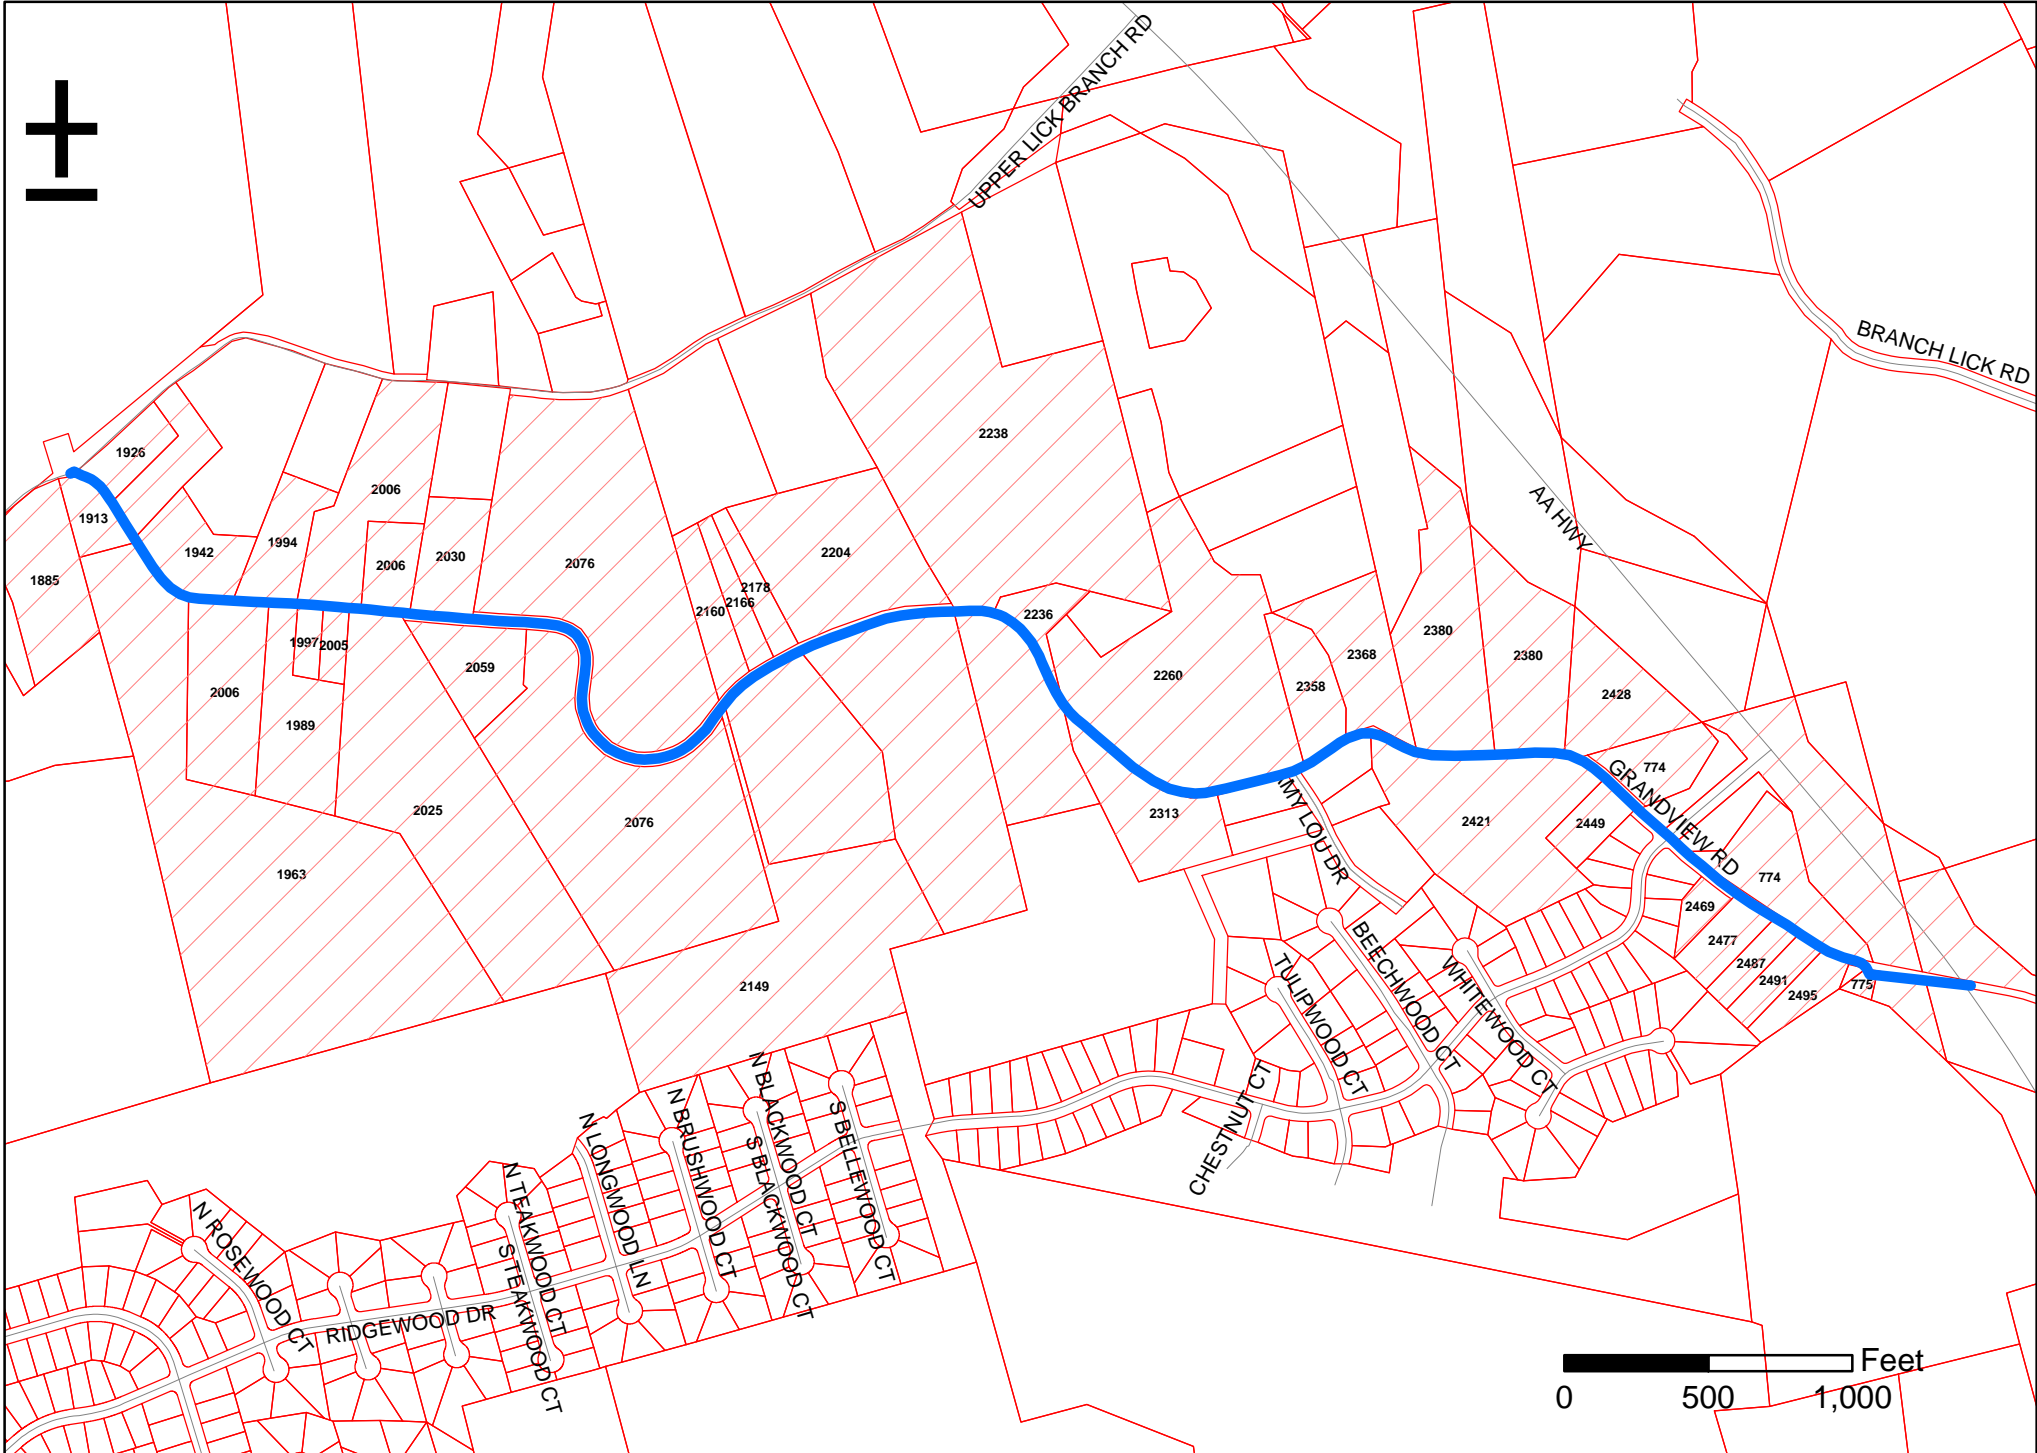 UPPER LICK BRANCH RD
BRANCH LICK RD
1926
2238
2006
1913
AA HWY
1942
1994
2204
2030
2076
2006
1885
2178
2166
2160
2236
1997
2005
2380
2368
2380
2059
2260
2358
2006
2428
1989
774
GRANDVIEW RD
2025
2076
2313
2421
2449
MY LOU DR
1963
774
2469
2477
2487
2491
2495
775
2149
BEECHWOOD CT
TULIPWOOD CT
WHITEWOOD CT
CHESTNUT CT
N BLACKWOOD CT
S BLACKWOOD CT
S BELLEWOOD CT
N BRUSHWOOD CT
N LONGWOOD LN
N TEAKWOOD CT
S TEAKWOOD CT
N ROSEWOOD CT
RIDGEWOOD DR
Feet
0 500 1,000